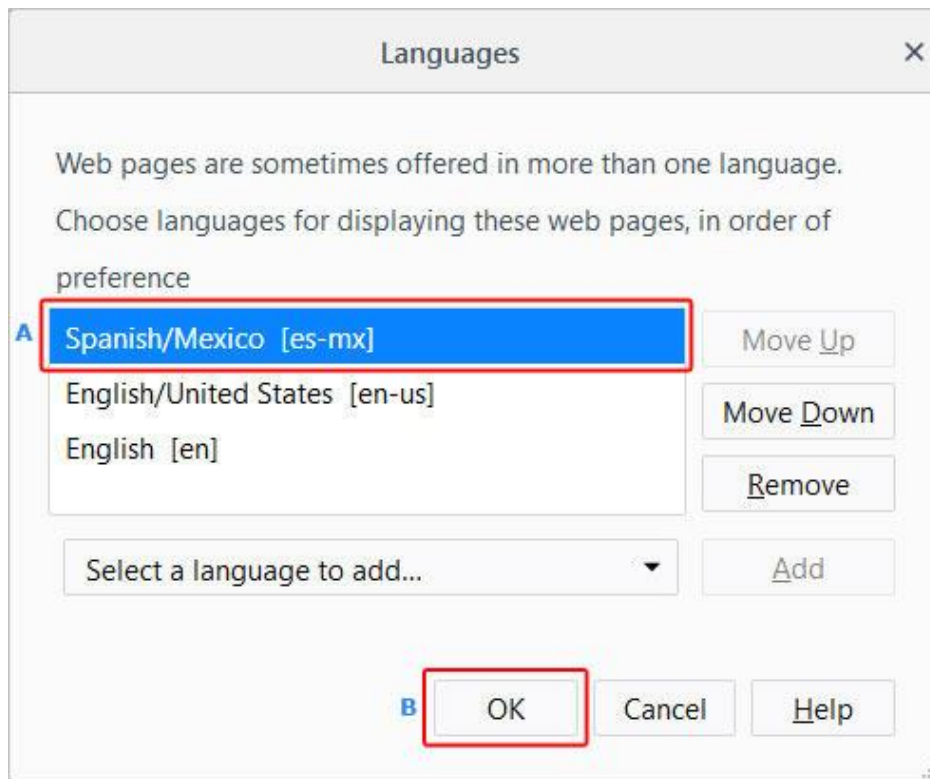 Languages
Web pages are sometimes offered in more than one language.
Choose languages for displaying these web pages, in order of
preference
A
Spanish/Mexico [es-mx]
Move Up
English/United States [en-us]
Move Down
English [en]
Remove
Select a language to add...
Add
B
OK
Cancel
Help